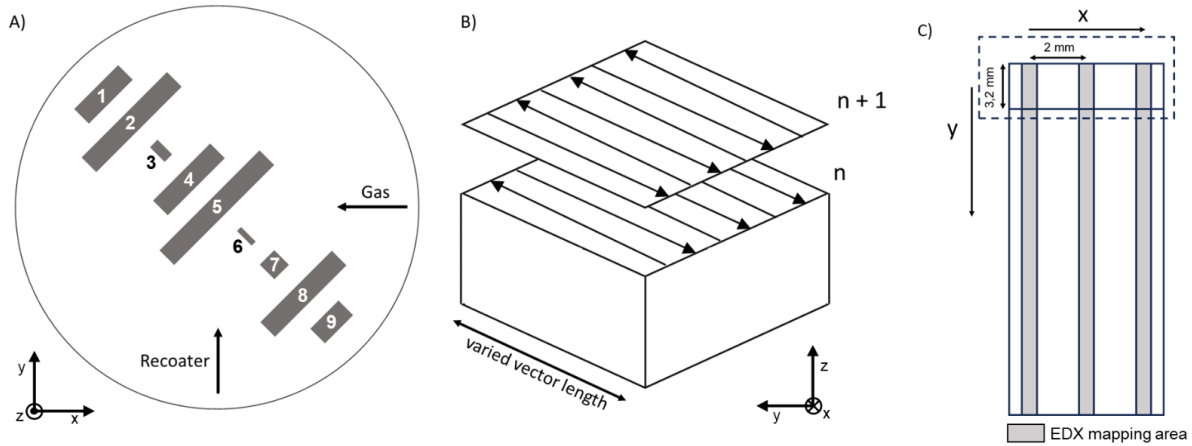 A)
1
2
3
4
5
6
7
8
9
Gas
Recoater
y
z
x
B)
n + 1
n
varied vector length
z
y
x
C)
x
2 mm
3,2 mm
y
EDX mapping area